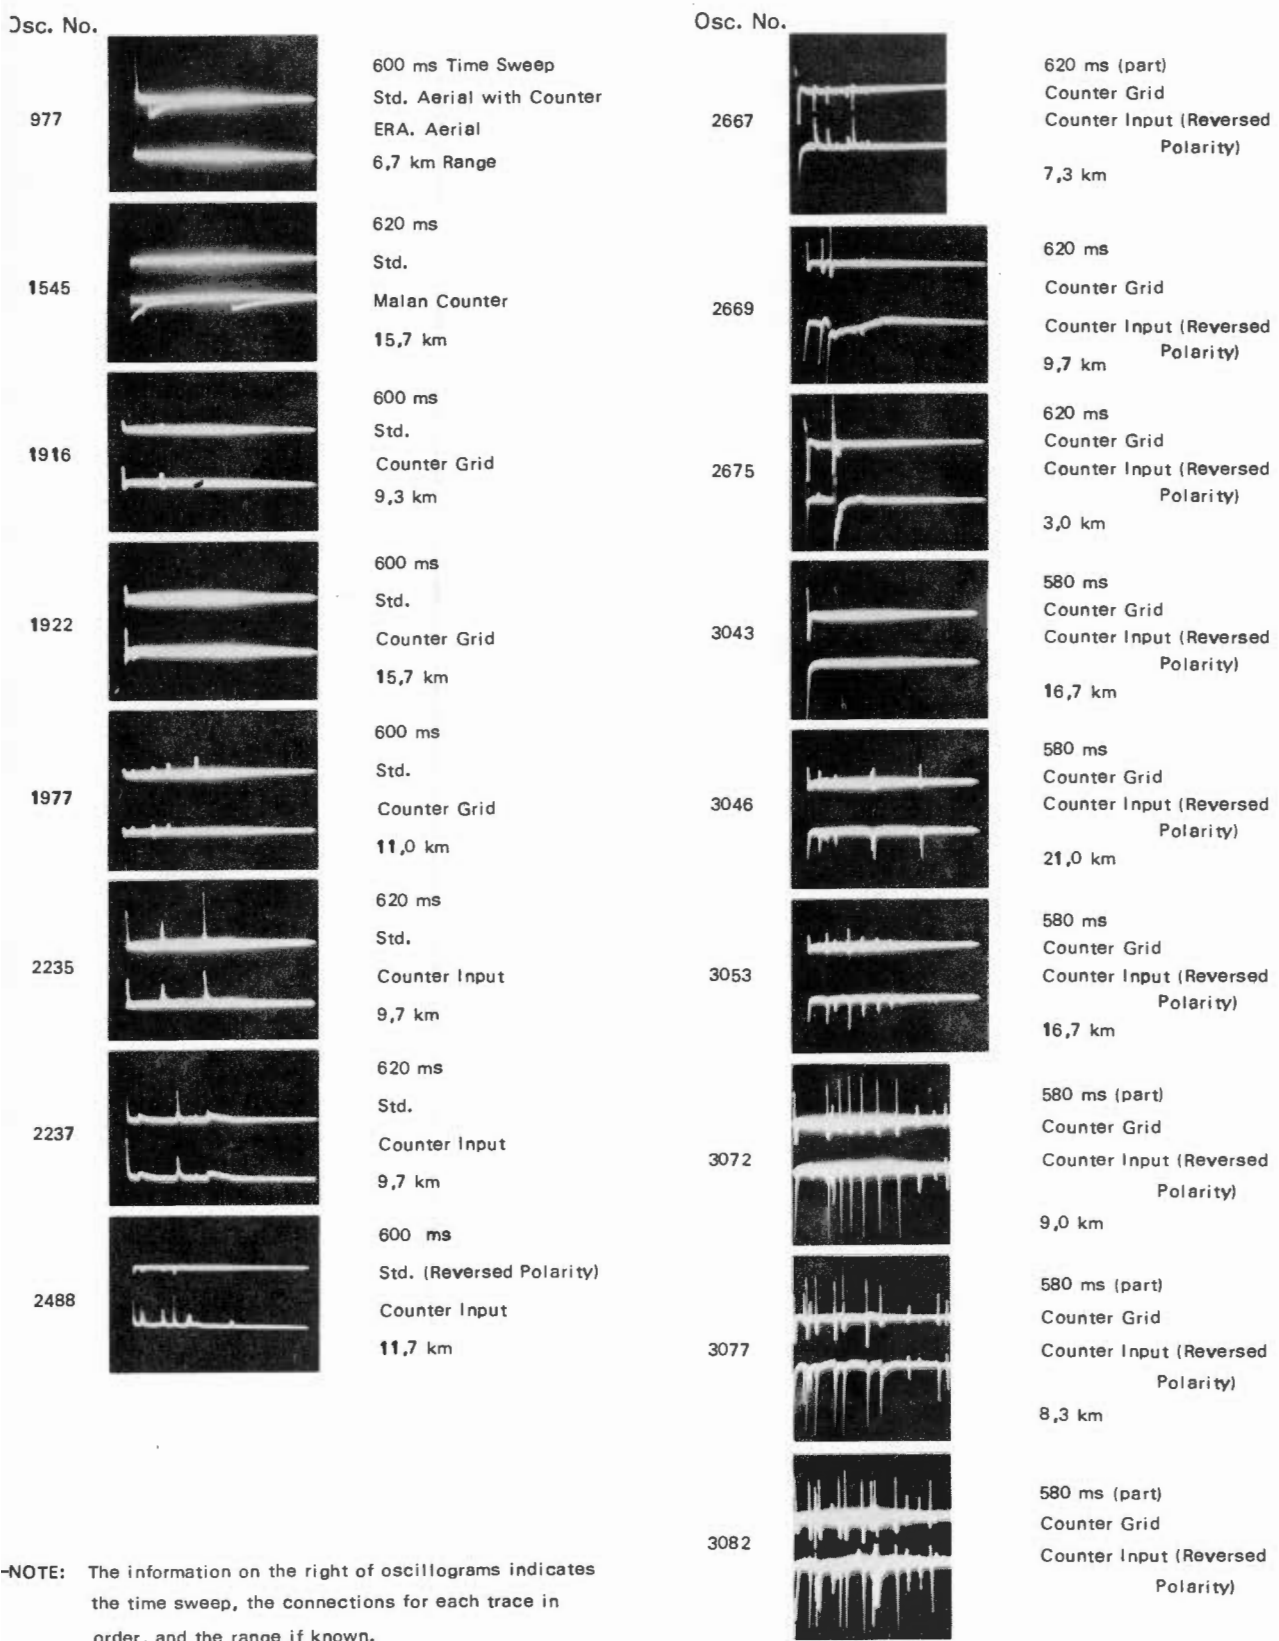 Osc. No.
977
600 ms Time Sweep
Std. Aerial with Counter
ERA. Aerial
6,7 km Range
1545
620 ms
Std.
Malan Counter
15,7 km
1916
600 ms
Std.
Counter Grid
9,3 km
1922
600 ms
Std.
Counter Grid
15,7 km
1977
600 ms
Std.
Counter Grid
11,0 km
2235
620 ms
Std.
Counter Input
9,7 km
2237
620 ms
Std.
Counter Input
9,7 km
2488
600 ms
Std. (Reversed Polarity)
Counter Input
11,7 km
-NOTE: The information on the right of oscillograms indicates
the time sweep, the connections for each trace in
order, and the range if known.
Osc. No.
2667
620 ms (part)
Counter Grid
Counter Input (Reversed
Polarity)
7,3 km
2669
620 ms
Counter Grid
Counter Input (Reversed
Polarity)
9,7 km
2675
620 ms
Counter Grid
Counter Input (Reversed
Polarity)
3,0 km
3043
580 ms
Counter Grid
Counter Input (Reversed
Polarity)
16,7 km
3046
580 ms
Counter Grid
Counter Input (Reversed
Polarity)
21,0 km
3053
580 ms
Counter Grid
Counter Input (Reversed
Polarity)
16,7 km
3072
580 ms (part)
Counter Grid
Counter Input (Reversed
Polarity)
9,0 km
3077
580 ms (part)
Counter Grid
Counter Input (Reversed
Polarity)
8,3 km
3082
580 ms (part)
Counter Grid
Counter Input (Reversed
Polarity)